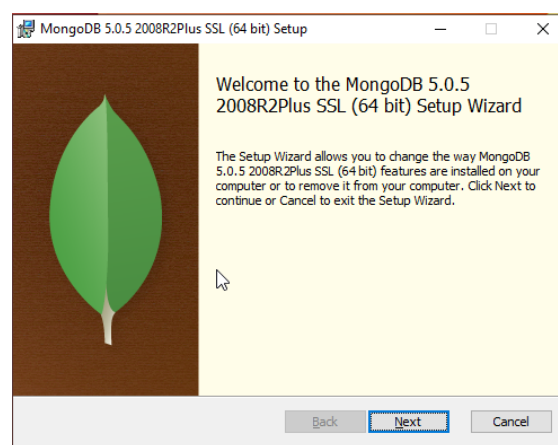 MongoDB 5.0.5 2008R2Plus SSL (64 bit) Setup
Welcome to the MongoDB 5.0.5
2008R2Plus SSL (64 bit) Setup Wizard
The Setup Wizard allows you to change the way MongoDB
5.0.5 2008R2Plus SSL (64 bit) features are installed on your
computer or to remove it from your computer. Click Next to
continue or Cancel to exit the Setup Wizard.
Back Next Cancel